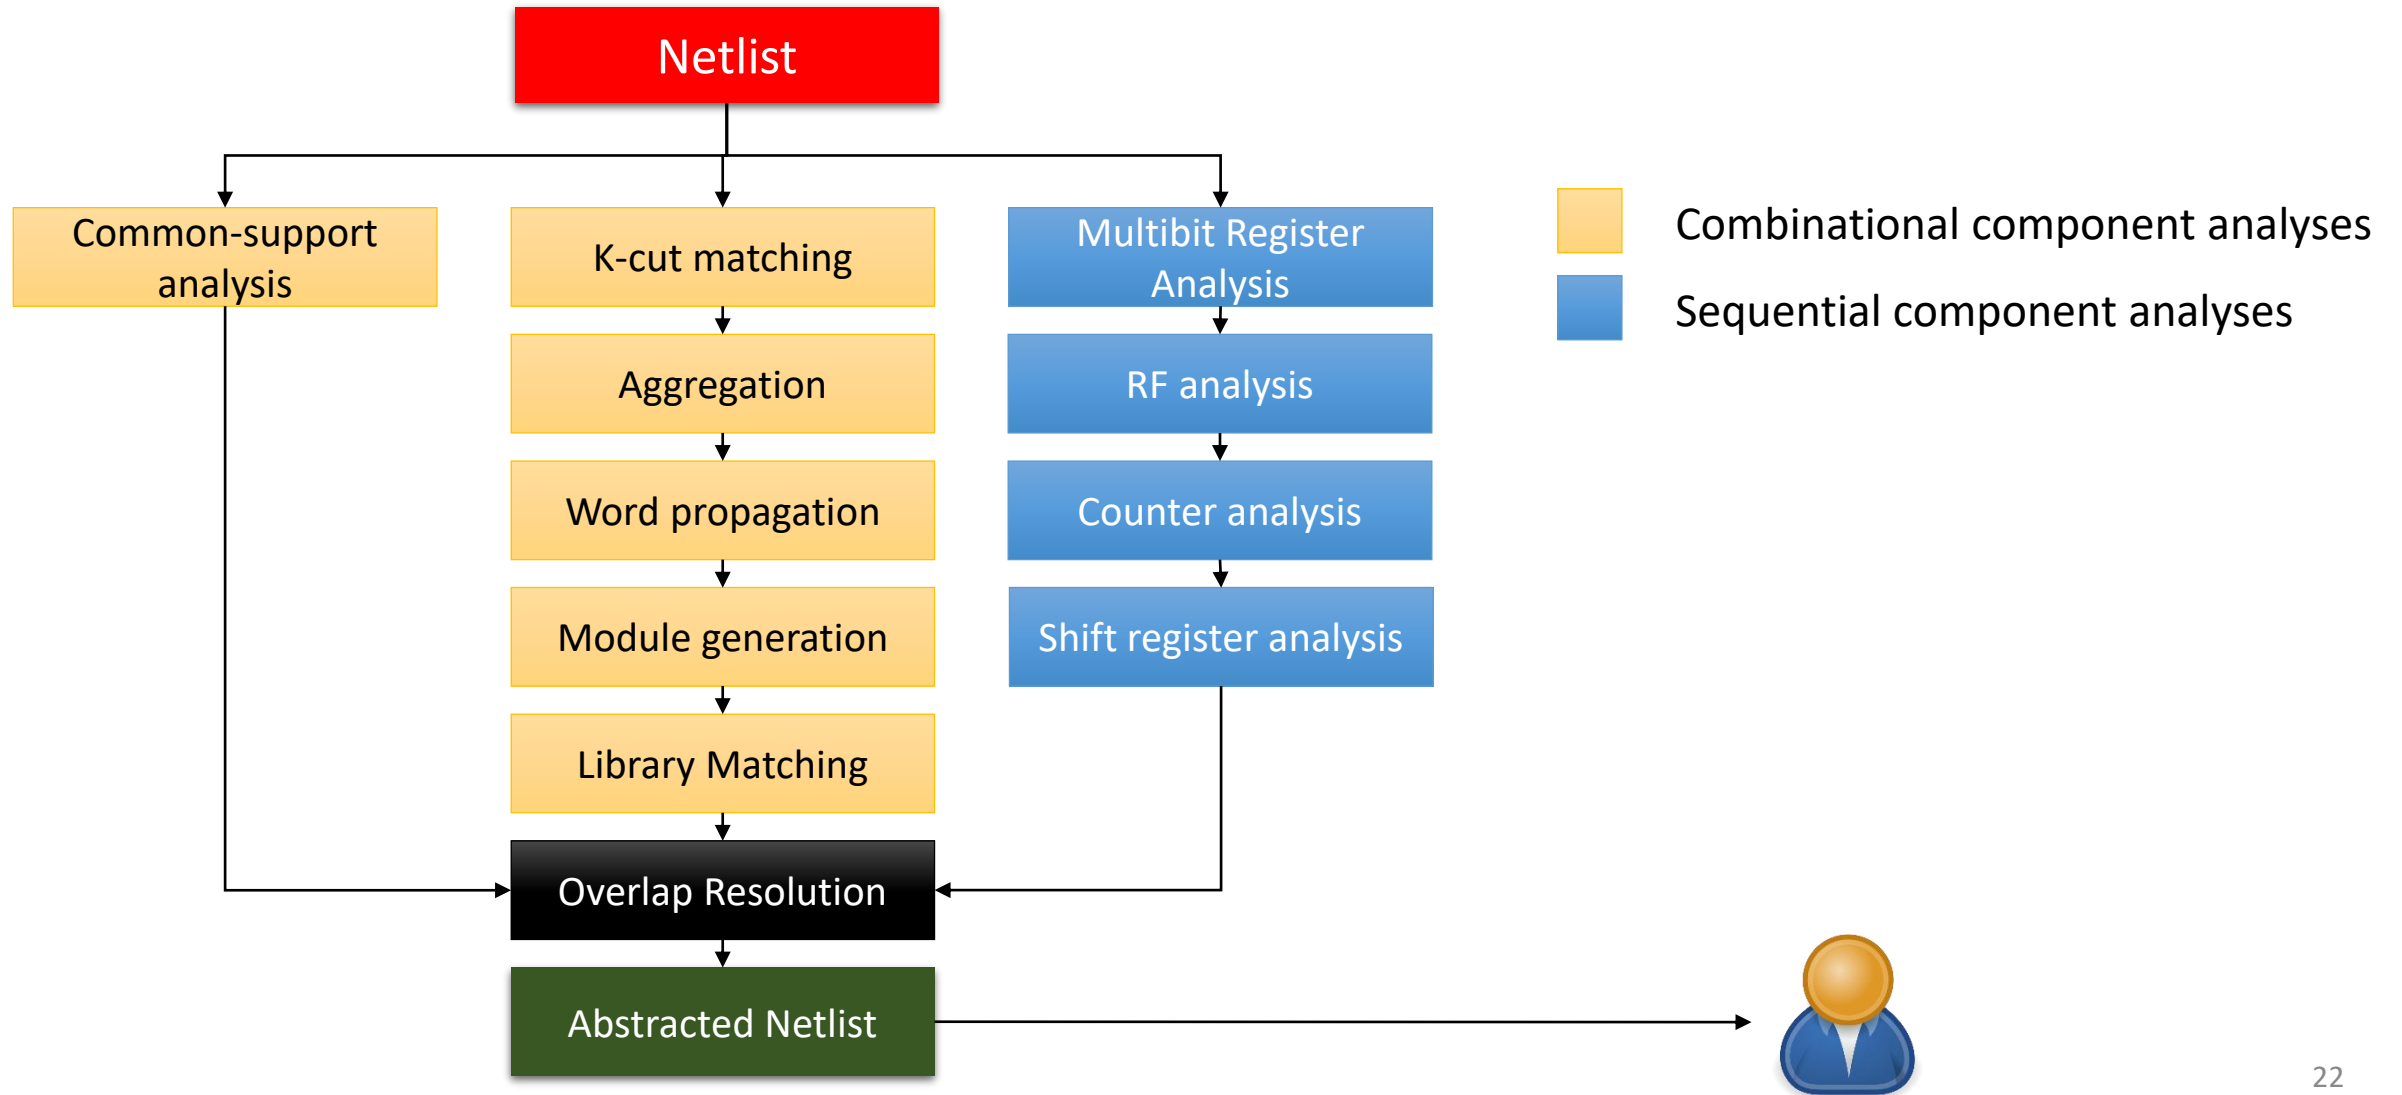 Netlist
Common-support
analysis
K-cut matching
Multibit Register
Analysis
Combinational component analyses
Sequential component analyses
Aggregation
RF analysis
Word propagation
Counter analysis
Module generation
Shift register analysis
Library Matching
Overlap Resolution
Abstracted Netlist
22